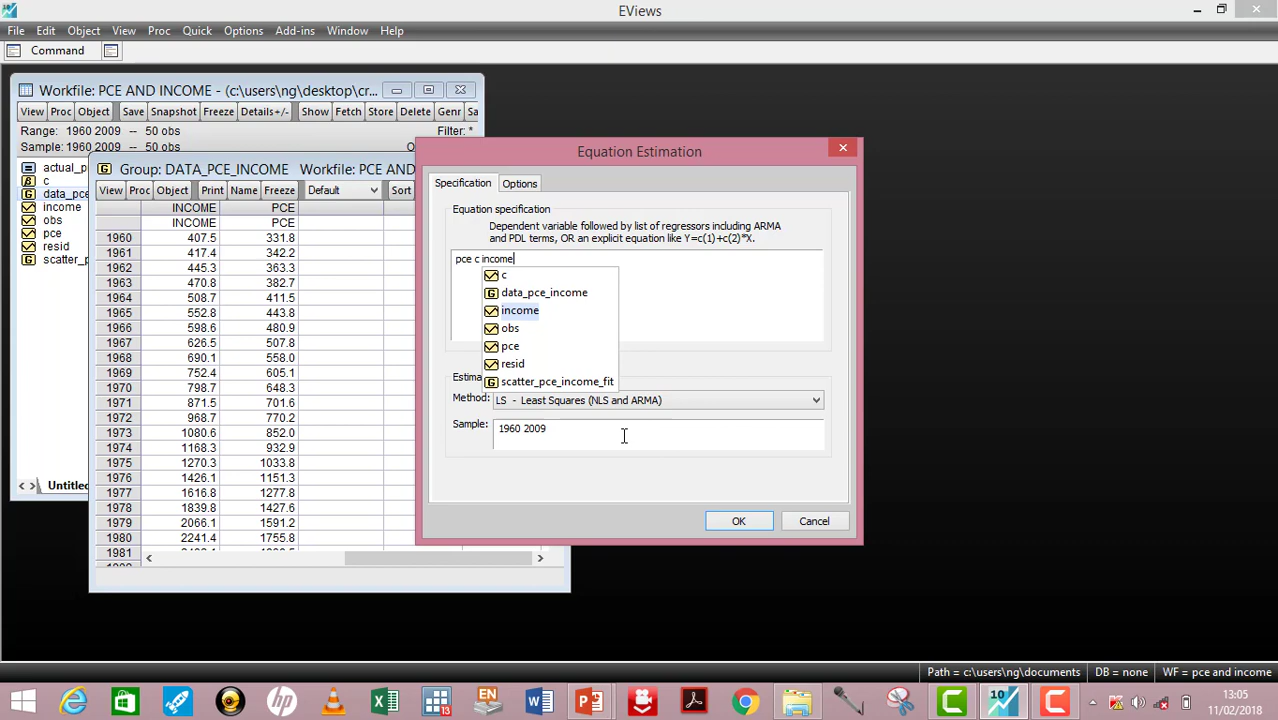 EViews
File Edit Object View Proc Quick Options Add-ins Window Help
Command
Workfile: PCE AND INCOME - (c:\users\ng\desktop\cr...
View Proc Object Save Snapshot Freeze Details+/- Show Fetch Store Delete Genr Sa
Range: 1960 2009 -- 50 obs Filter: *
Sample: 1960 2009 -- 50 obs O
actual_p
c
data_pce
income
obs
pce
resid
scatter_p
Untitled
Group: DATA_PCE_INCOME Workfile: PCE AND
View Proc Object Print Name Freeze Default Sort
INCOME PCE
INCOME PCE
1960 407.5 331.8
1961 417.4 342.2
1962 445.3 363.3
1963 470.8 382.7
1964 508.7 411.5
1965 552.8 443.8
1966 598.6 480.9
1967 626.5 507.8
1968 690.1 558.0
1969 752.4 605.1
1970 798.7 648.3
1971 871.5 701.6
1972 968.7 770.2
1973 1080.6 852.0
1974 1168.3 932.9
1975 1270.3 1033.8
1976 1426.1 1151.3
1977 1616.8 1277.8
1978 1839.8 1427.6
1979 2066.1 1591.2
1980 2241.4 1755.8
1981
Equation Estimation
Specification Options
Equation specification
Dependent variable followed by list of regressors including ARMA
and PDL terms, OR an explicit equation like Y=c(1)+c(2)*X.
pce c income
c
data_pce_income
income
obs
pce
resid
scatter_pce_income_fit
Estima
Method: LS - Least Squares (NLS and ARMA)
Sample: 1960 2009
OK Cancel
Path = c:\users\ng\documents DB = none WF = pce and income
13:05
11/02/2018